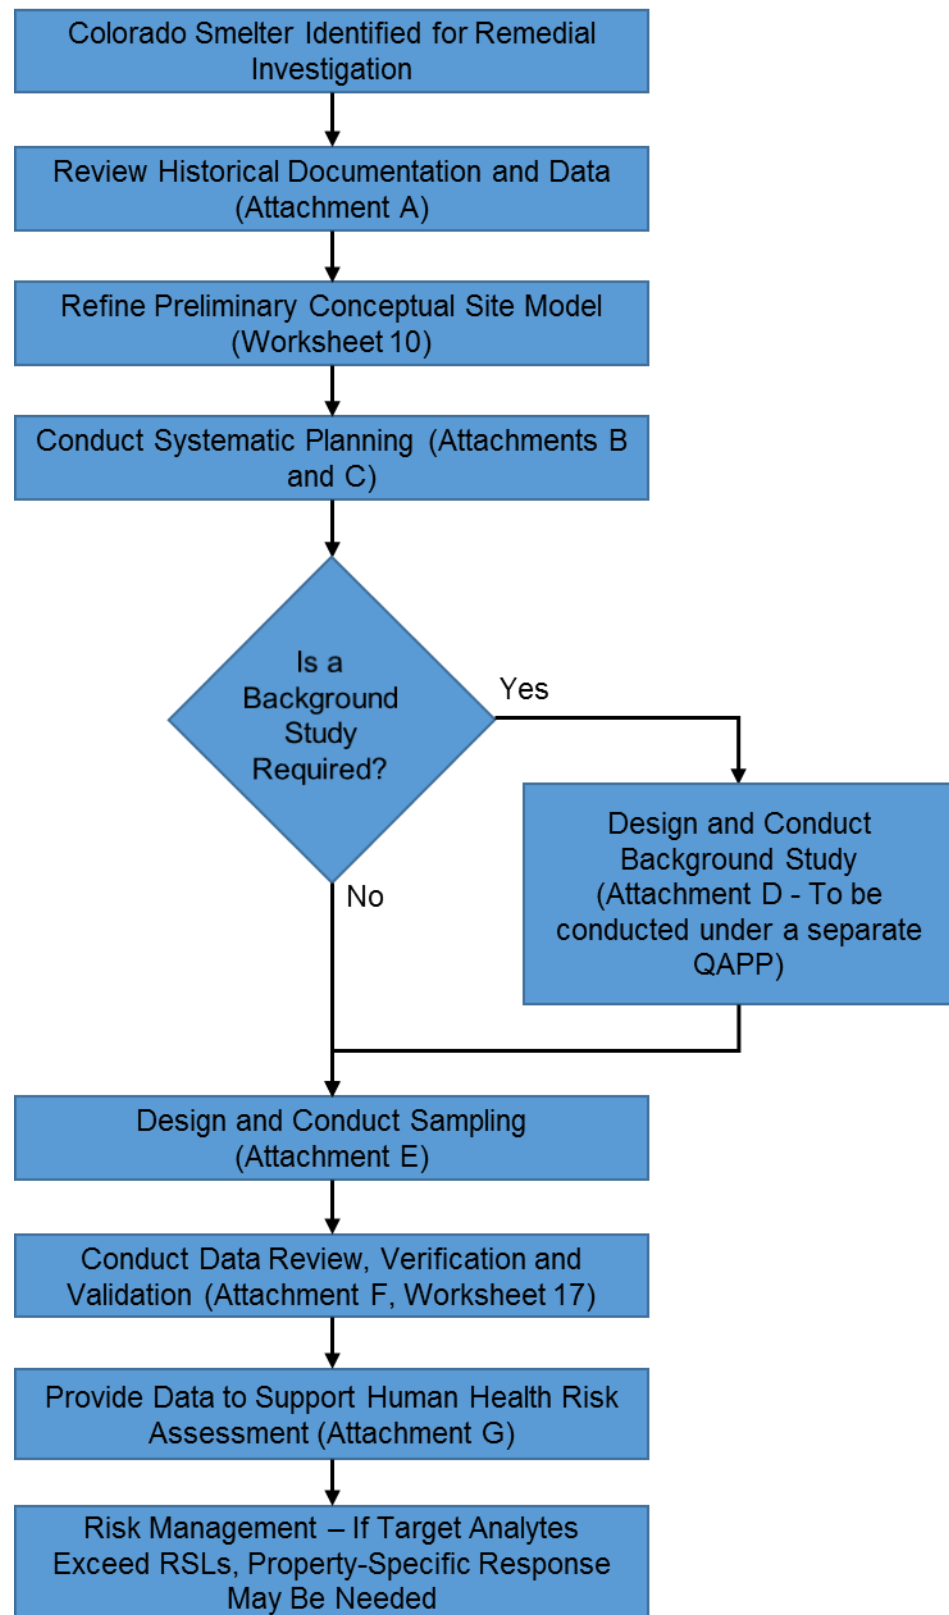 Colorado Smelter Identified for Remedial
Investigation
Review Historical Documentation and Data
(Attachment A)
Refine Preliminary Conceptual Site Model
(Worksheet 10)
Conduct Systematic Planning (Attachments B
and C)
Is a
Background
Study
Required?
Yes
No
Design and Conduct
Background Study
(Attachment D - To be
conducted under a separate
QAPP)
Design and Conduct Sampling
(Attachment E)
Conduct Data Review, Verification and
Validation (Attachment F, Worksheet 17)
Provide Data to Support Human Health Risk
Assessment (Attachment G)
Risk Management – If Target Analytes
Exceed RSLs, Property-Specific Response
May Be Needed